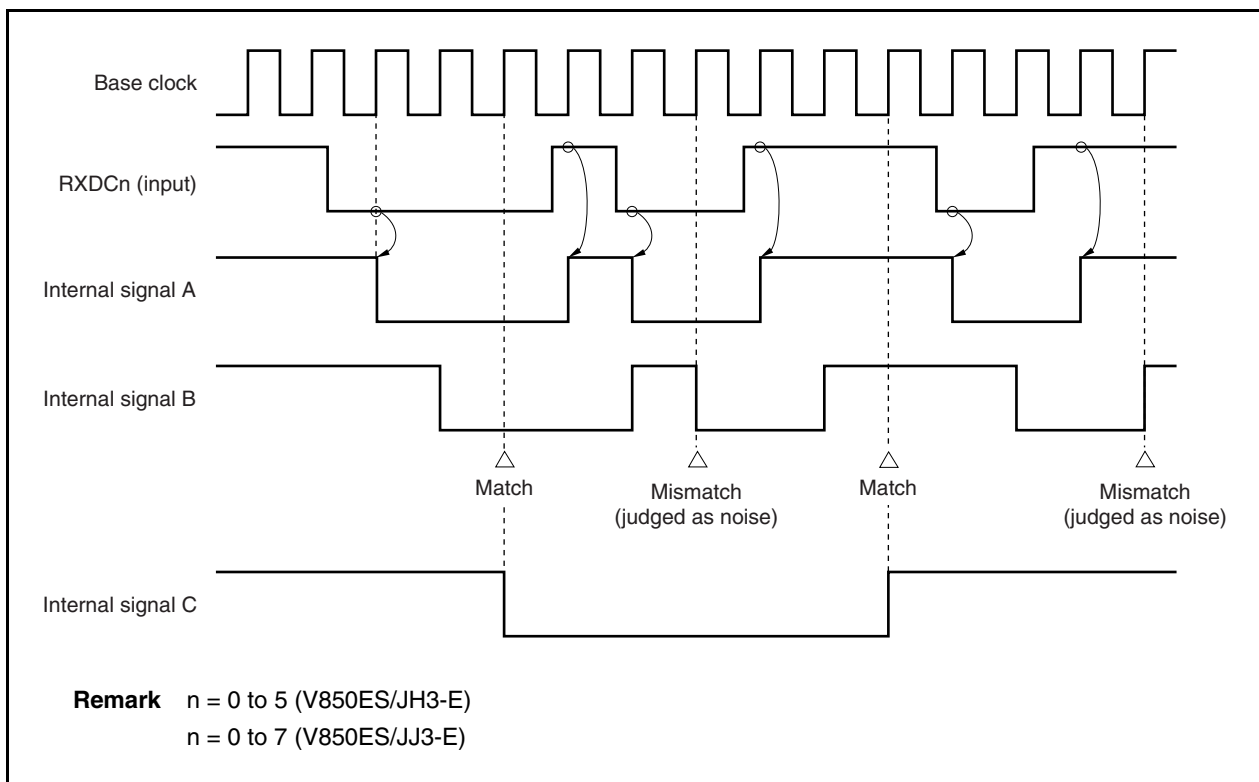 Base clock
RXDCn (input)
Internal signal A
Internal signal B
Match
Mismatch
(judged as noise)
Match
Mismatch
(judged as noise)
Internal signal C
Remark n = 0 to 5 (V850ES/JH3-E)
n = 0 to 7 (V850ES/JJ3-E)